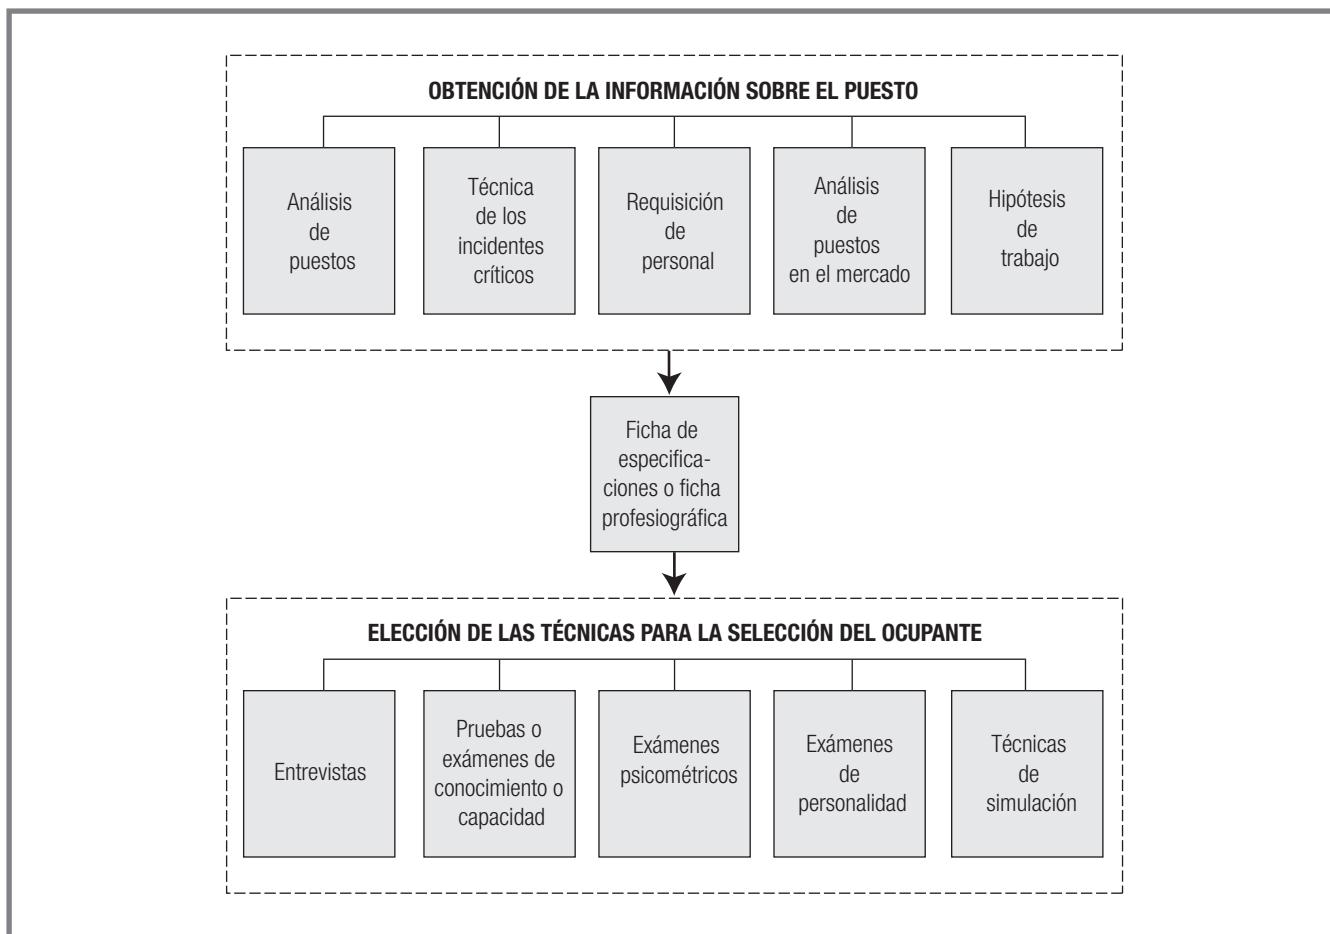 OBTENCIÓN DE LA INFORMACIÓN SOBRE EL PUESTO
Análisis
de
puestos
Técnica
de los
incidentes
críticos
Requisición
de
personal
Análisis
de
puestos
en el mercado
Hipótesis
de
trabajo
Ficha de
especifica-
ciones o ficha
profesiográfica
ELECCIÓN DE LAS TÉCNICAS PARA LA SELECCIÓN DEL OCUPANTE
Entrevistas
Pruebas o
exámenes de
conocimiento o
capacidad
Exámenes
psicométricos
Exámenes
de
personalidad
Técnicas
de
simulación